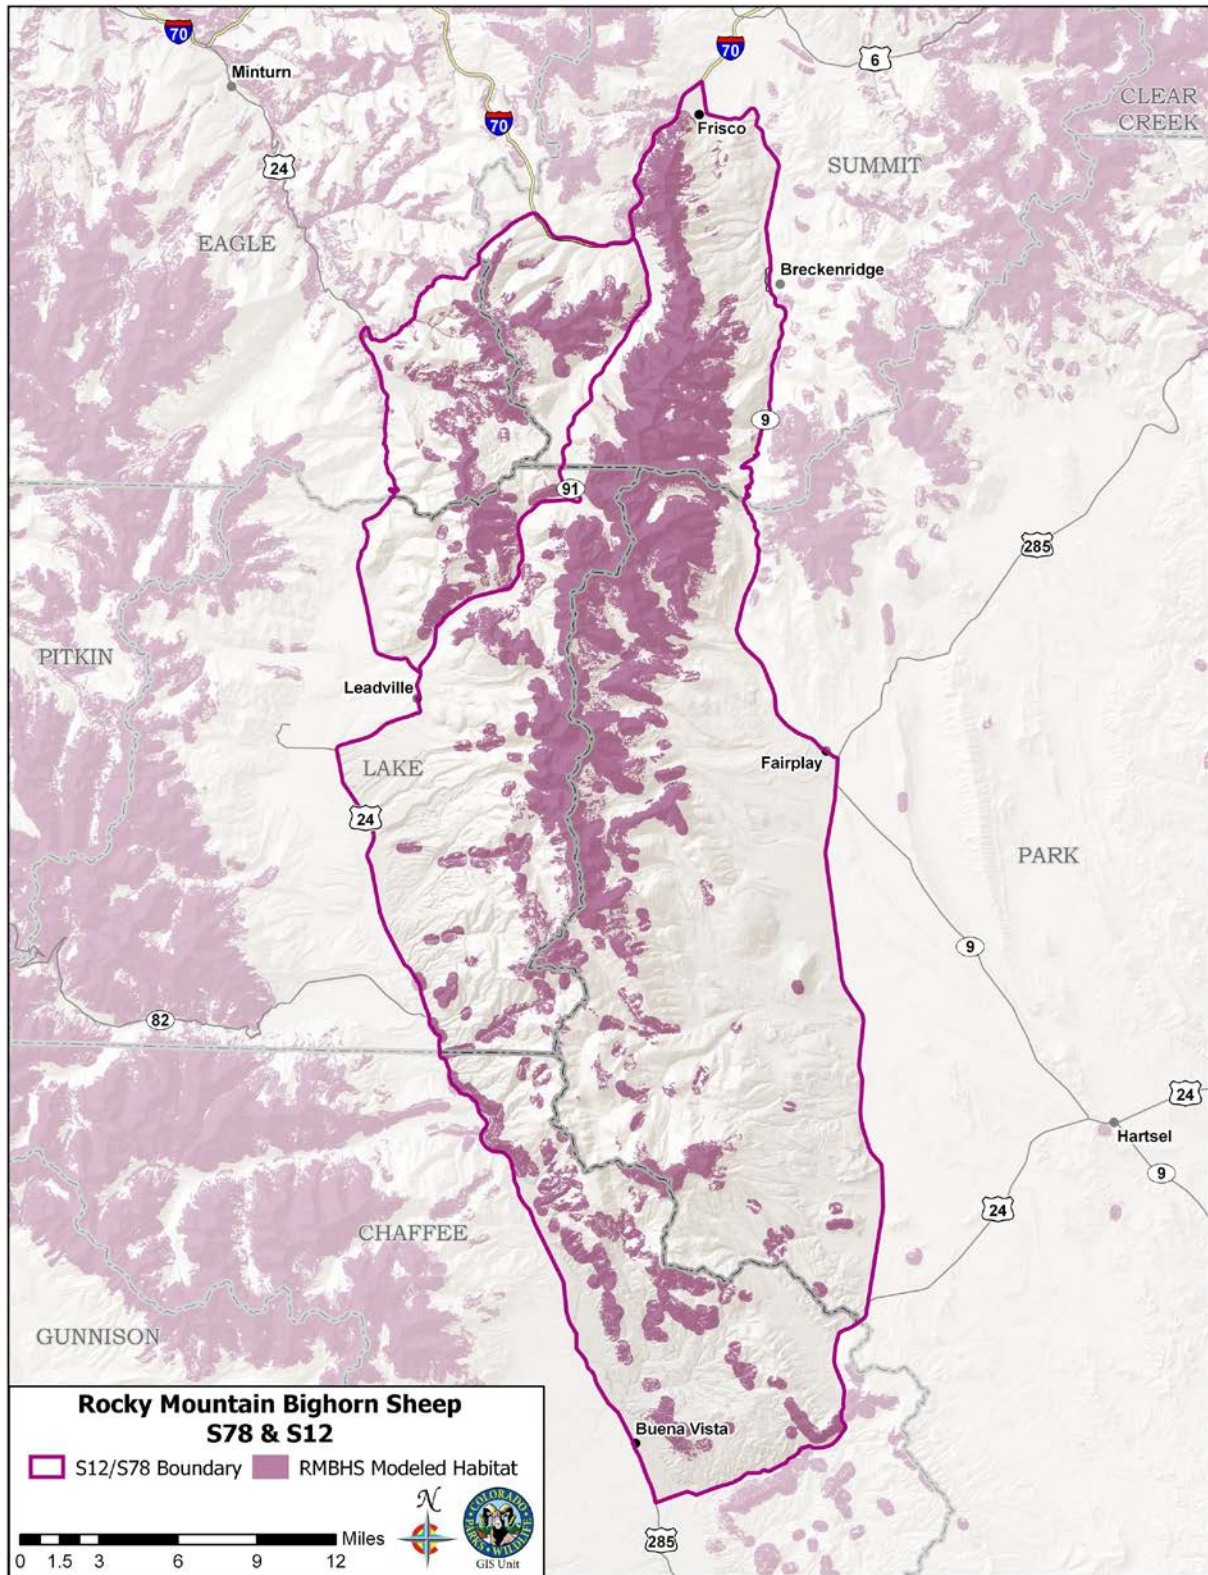 70
70
6
Minturn
CLEAR
CREEK
70
Frisco
SUMMIT
24
EAGLE
Breckenridge
9
91
285
PITKIN
Leadville
Fairplay
LAKE
24
PARK
9
82
24
Hartsel
9
24
CHAFFEE
GUNNISON
Rocky Mountain Bighorn Sheep
S78 & S12
S12/S78 Boundary RMBHS Modeled Habitat
Buena Vista
N
Miles
0 1.5 3 6 9 12
COLORADO
PARKS & WILDLIFE
GIS Unit
285